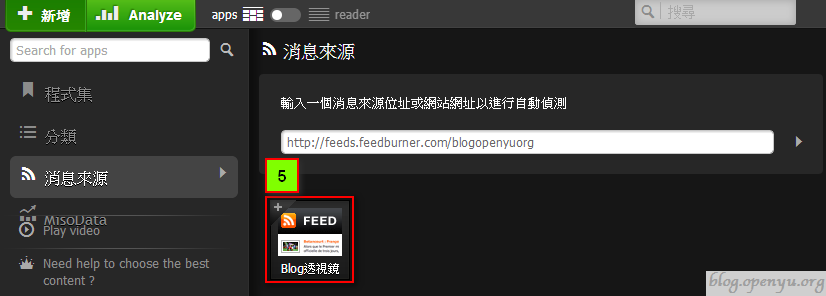 新增
Analyze
apps
reader
搜尋
Search for apps
消息來源
程式集
輸入一個消息來源位址或網站網址以進行自動偵測
分類
http://feeds.feedburner.com/blogopenyuorg
消息來源
5
MisoData
Play video
FEED
Need help to choose the best
content ?
Blog透視鏡
blog.openyu.org